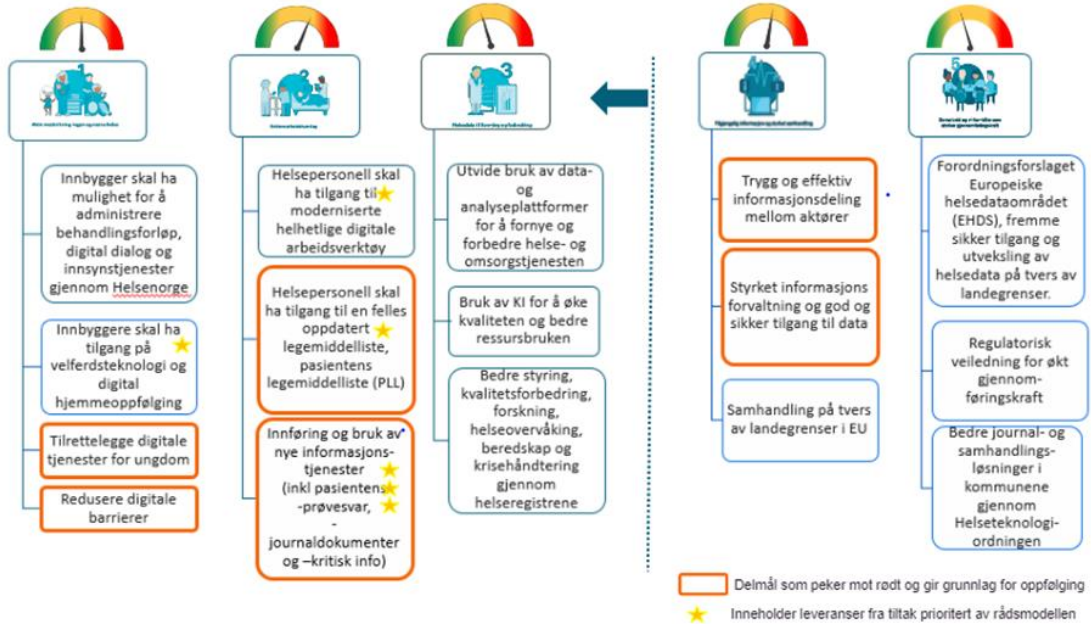 1
2
3
4
5
Innbygger skal ha
mulighet for å
administrere
behandlingsforløp,
digital dialog og
innsynstjenester
gjennom Helsenorge
Innbyggere skal ha
tilgang på
velferdsteknologi og
digital
hjemmeoppfølging
Tilrettelegge digitale
tjenester for ungdom
Redusere digitale
barrierer
Helsepersonell skal
ha tilgang til
moderniserte
helhetlige digitale
arbeidsverktøy
Helsepersonell skal
ha tilgang til en felles
oppdatert
legemiddelliste,
pasientens
legemiddelliste (PLL)
Innføring og bruk av
nye informasjons-
tjenester
(inkl pasientens
-prøvesvar,
-
journaldokumenter
og –kritisk info)
Utvide bruk av data-
og
analyseplattformer
for å fornye og
forbedre helse- og
omsorgstjenesten
Bruk av KI for å øke
kvaliteten og bedre
ressursbruken
Bedre styring,
kvalitetsforbedring,
forskning,
helseovervåking,
beredskap og
krisehåndtering
gjennom
helseregistrene
Trygg og effektiv
informasjonsdeling
mellom aktører
Styrket informasjons
forvaltning og god og
sikker tilgang til data
Samhandling på tvers
av landegrenser i EU
Forordningsforslaget
Europeiske
helsedataområdet
(EHDS), fremme
sikker tilgang og
utveksling av
helsedata på tvers av
landegrenser.
Regulatorisk
veiledning for økt
gjennom-
føringskraft
Bedre journal- og
samhandlings-
løsninger i
kommunene
gjennom
Helseteknologi-
ordningen
Delmål som peker mot rødt og gir grunnlag for oppfølging
Inneholder leveranser fra tiltak prioritert av rådsmodellen